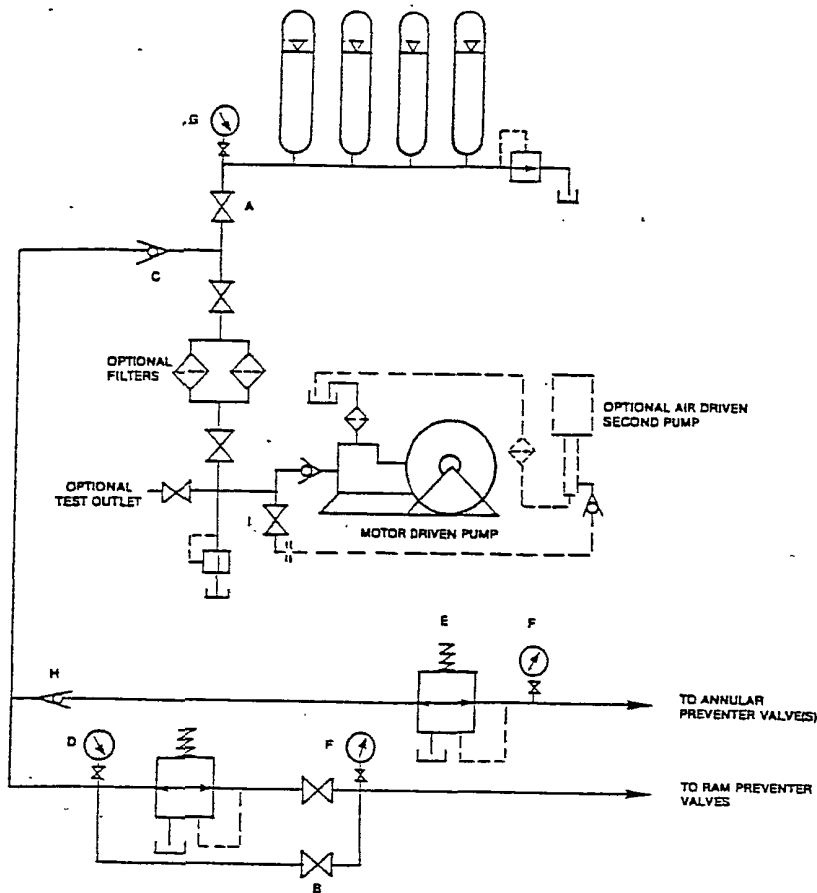 G
A
C
OPTIONAL
FILTERS
OPTIONAL AIR DRIVEN
SECOND PUMP
OPTIONAL
TEST OUTLET
I
MOTOR DRIVEN PUMP
E
F
H
TO ANNULAR
PREVENTER VALVE(S)
D
F
TO RAM PREVENTER
VALVES
B